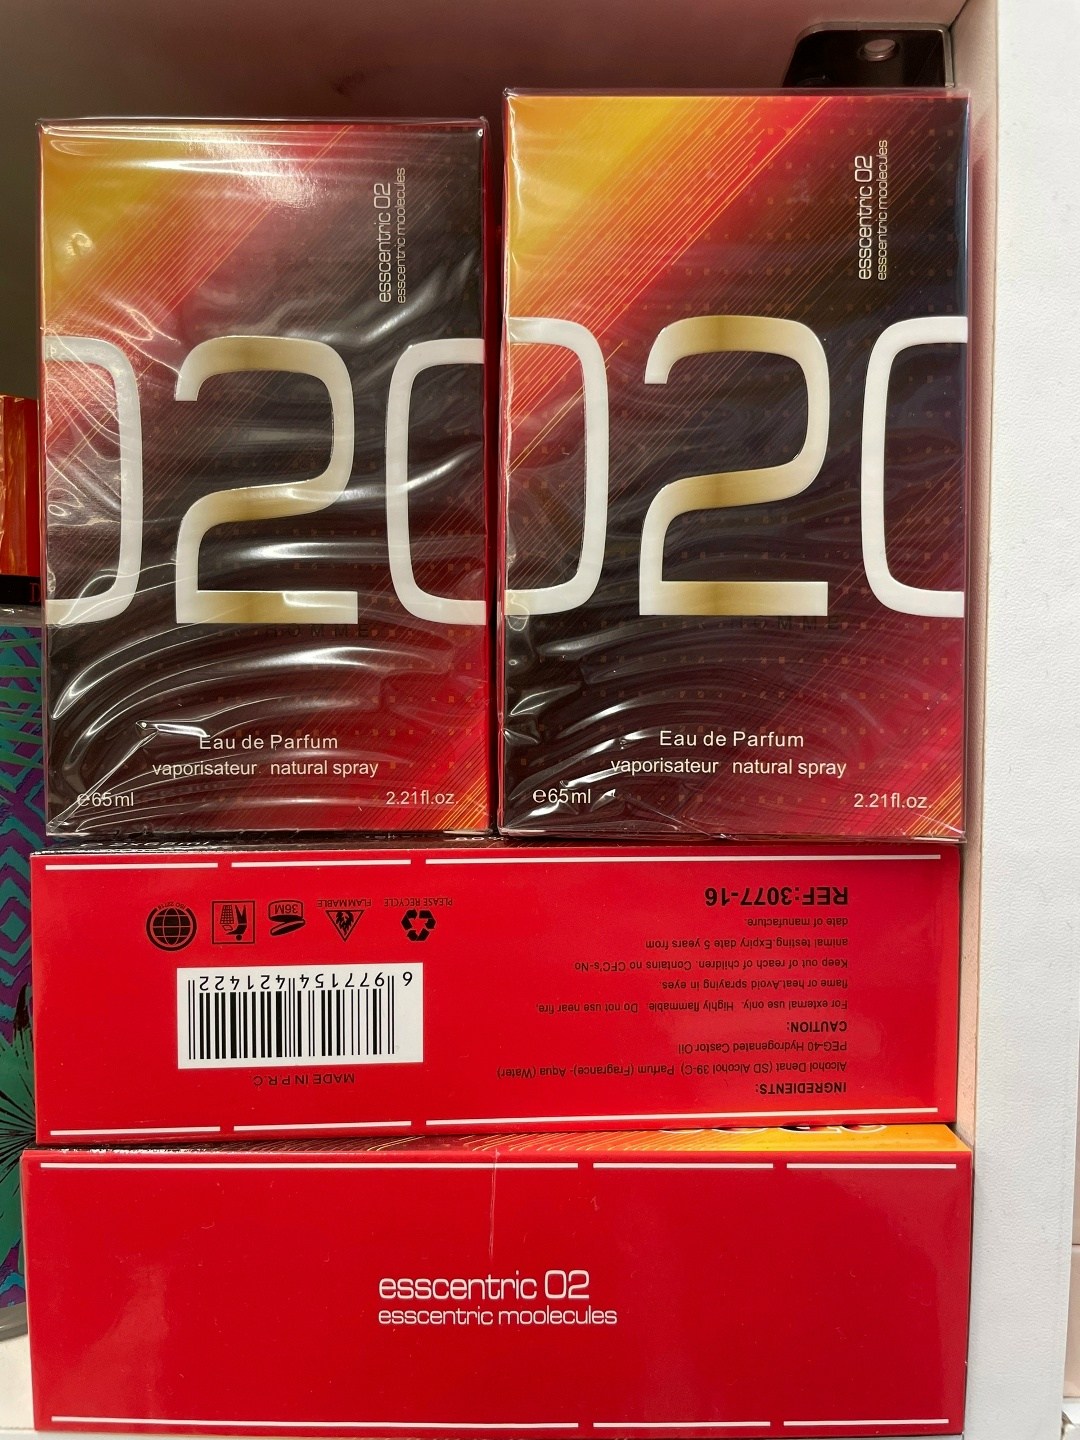 esscentric 02
esscentric moolecules
020
HOMME
Eau de Parfum
vaporisateur natural spray
℮65ml
2.21fl.oz.
esscentric 02
esscentric moolecules
020
HOMME
Eau de Parfum
vaporisateur natural spray
℮65ml
2.21fl.oz.
INGREDIENTS:
Alcohol Denat (SD Alcohol 39-C) Parfum (Fragrance)- Aqua (Water)
PEG-40 Hydrogenated Castor Oil
CAUTION:
For external use only. Highly flammable. Do not use near fire,
flame or heat.Avoid spraying in eyes
Keep out of reach of children. Contains no CFC's-No
animal testing.Expiry date 5 years from
date of manufacture.
REF:3077-16
MADE IN P.R.C
6 977154 421422
PLEASE RECYCLE
FLAMMABLE
36M
esscentric 02
esscentric moolecules